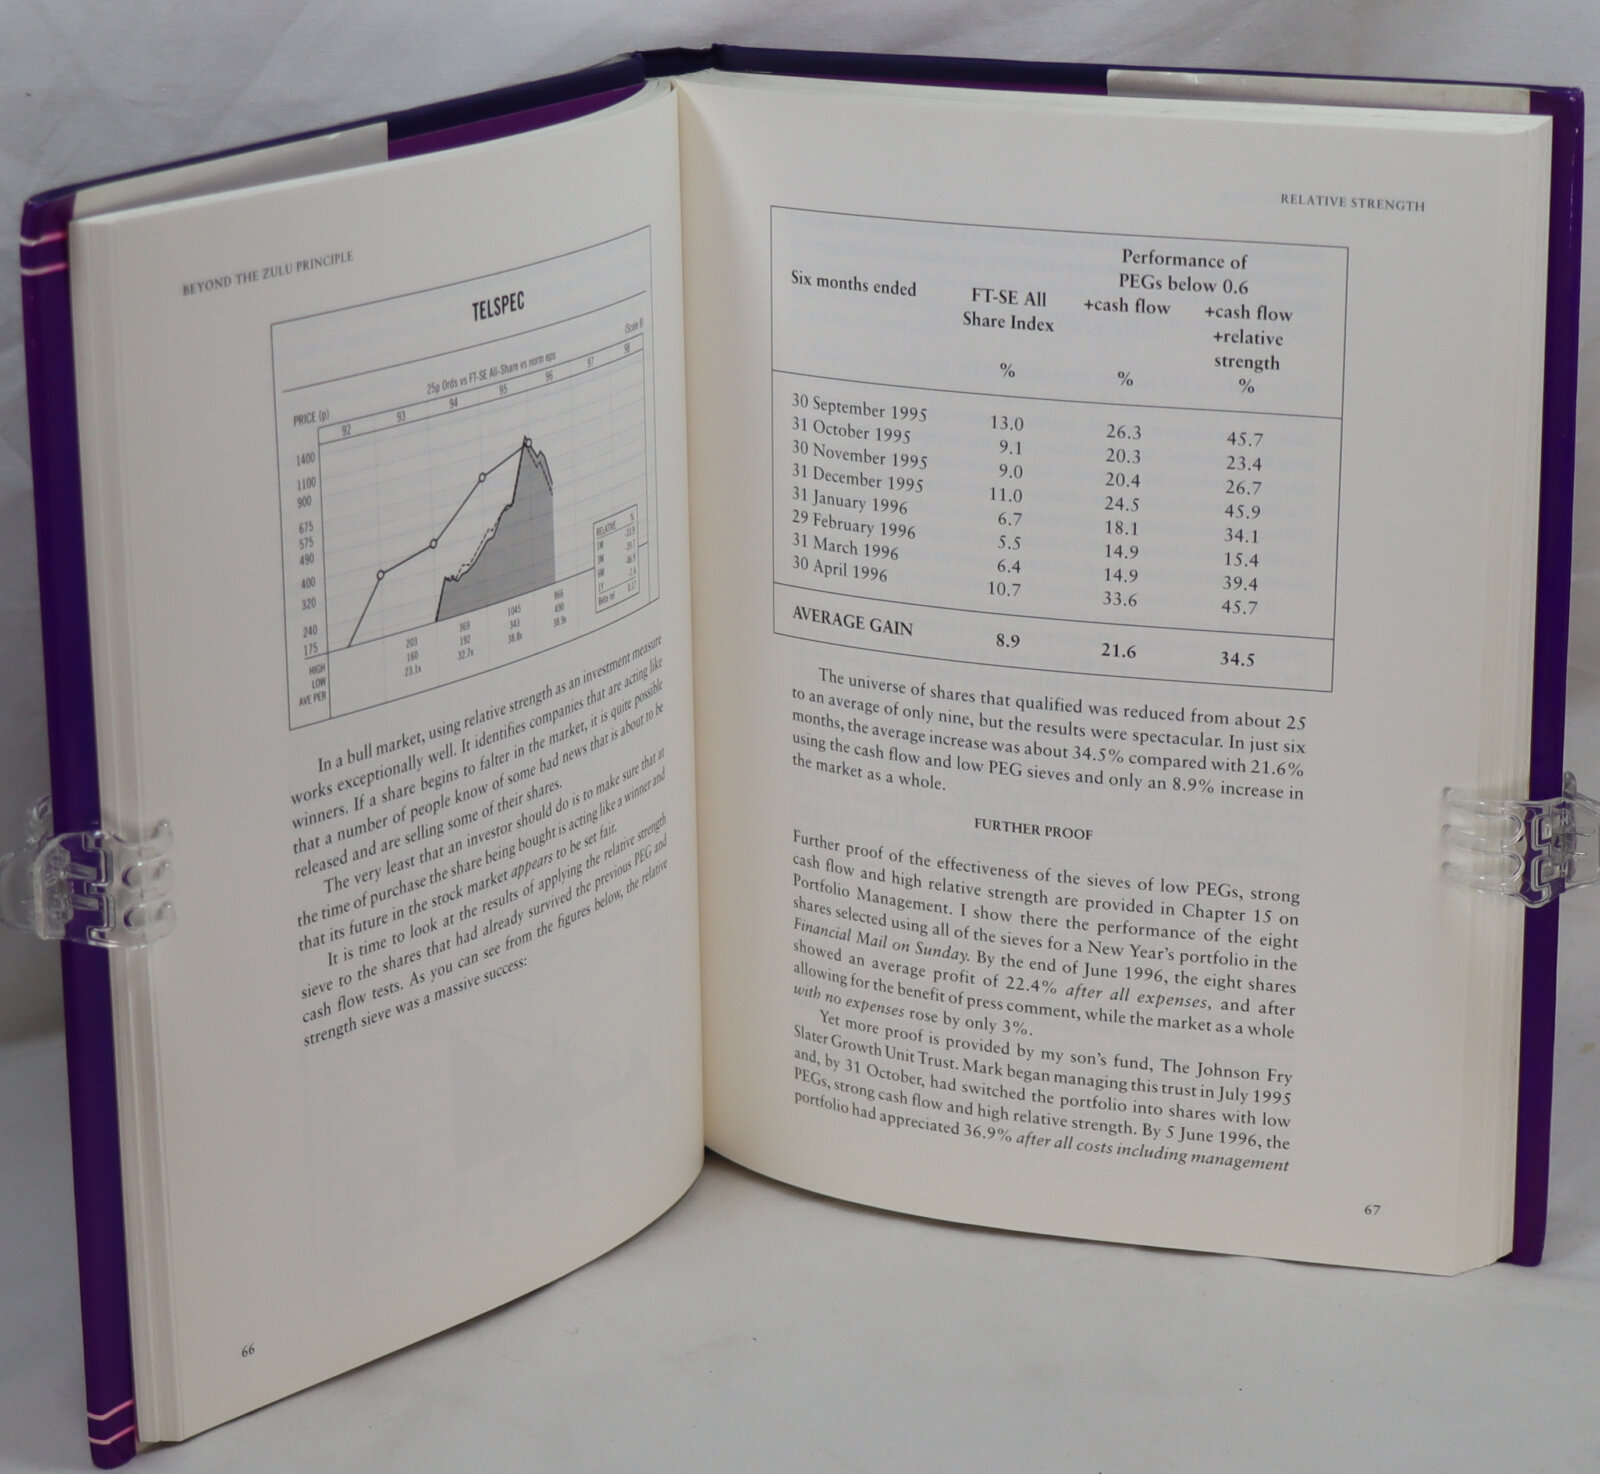 BEYOND THE ZULU PRINCIPLE
TELSPEC
(Scale 8)
25p Ords vs FT-SE All-Share vs norm eps
PRICE (p)
92 93 94 95 96 97 98
1400
1100
900
675
575
490
400
320
240
175
RELATIVE %
1M
3M
6M
1Y
Beta rel
HIGH 203 369 1045 866
LOW 160 192 343 490
AVE PER 23.1x 32.7x 38.8x 38.9x
In a bull market, using relative strength as an investment measure
works exceptionally well. It identifies companies that are acting like
winners. If a share begins to falter in the market, it is quite possible
that a number of people know of some bad news that is about to be
released and are selling some of their shares.
The very least that an investor should do is to make sure that at
the time of purchase the share being bought is acting like a winner and
that its future in the stock market appears to be set fair.
It is time to look at the results of applying the relative strength
sieve to the shares that had already survived the previous PEG and
cash flow tests. As you can see from the figures below, the relative
strength sieve was a massive success:
66
RELATIVE STRENGTH
Performance of
PEGs below 0.6
Six months ended FT-SE All +cash flow +cash flow
Share Index +relative
strength
% % %
30 September 1995 13.0 26.3 45.7
31 October 1995 9.1 20.3 23.4
30 November 1995 9.0 20.4 26.7
31 December 1995 11.0 24.5 45.9
31 January 1996 6.7 18.1 34.1
29 February 1996 5.5 14.9 15.4
31 March 1996 6.4 14.9 39.4
30 April 1996 10.7 33.6 45.7
AVERAGE GAIN 8.9 21.6 34.5
The universe of shares that qualified was reduced from about 25
to an average of only nine, but the results were spectacular. In just six
months, the average increase was about 34.5% compared with 21.6%
using the cash flow and low PEG sieves and only an 8.9% increase in
the market as a whole.
FURTHER PROOF
Further proof of the effectiveness of the sieves of low PEGs, strong
cash flow and high relative strength are provided in Chapter 15 on
Portfolio Management. I show there the performance of the eight
shares selected using all of the sieves for a New Year's portfolio in the
Financial Mail on Sunday. By the end of June 1996, the eight shares
showed an average profit of 22.4% after all expenses, and after
allowing for the benefit of press comment, while the market as a whole
with no expenses rose by only 3%.
Yet more proof is provided by my son's fund, The Johnson Fry
Slater Growth Unit Trust. Mark began managing this trust in July 1995
and, by 31 October, had switched the portfolio into shares with low
PEGs, strong cash flow and high relative strength. By 5 June 1996, the
portfolio had appreciated 36.9% after all costs including management
67